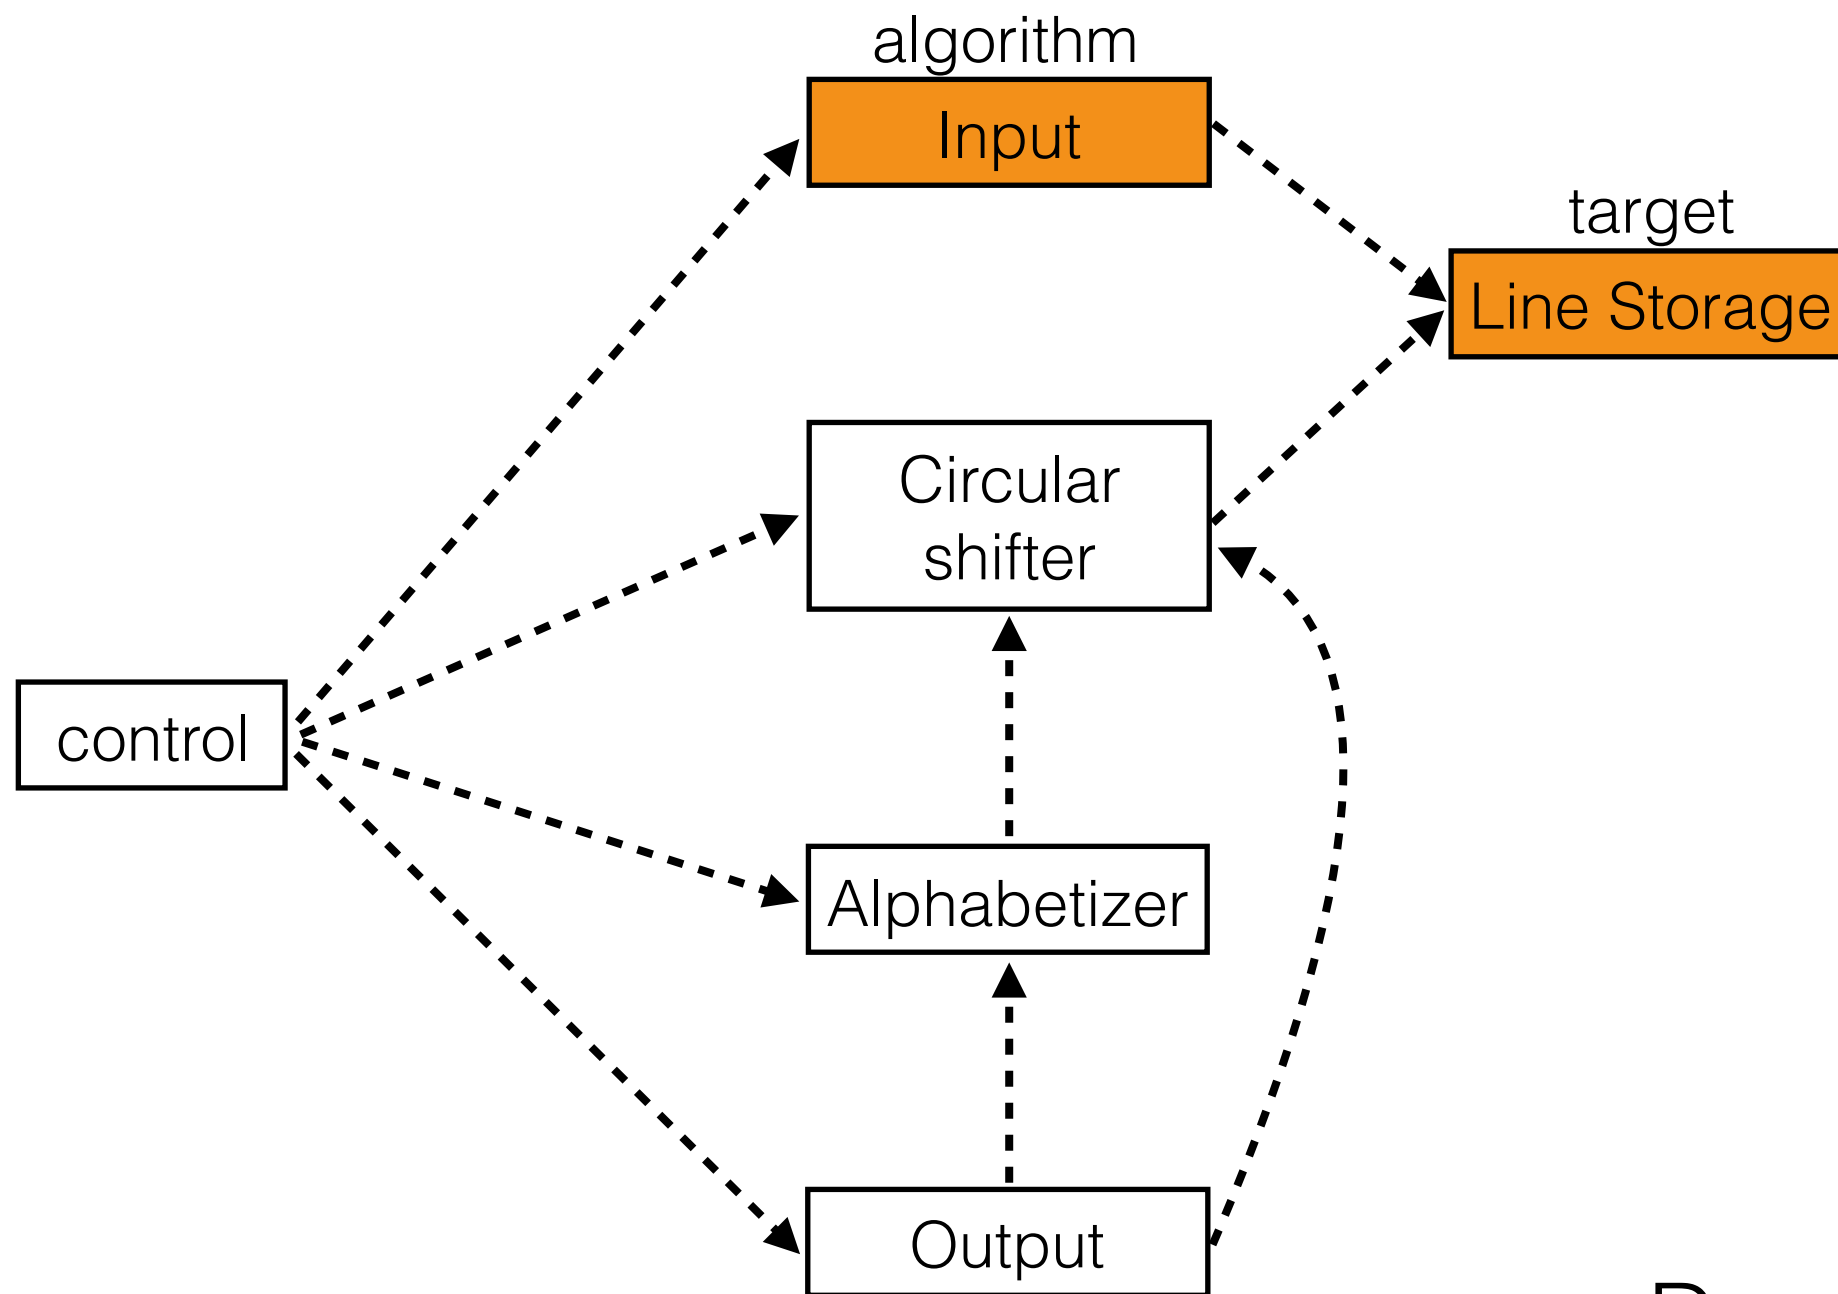 algorithm
Input
target
Line Storage
Circular
shifter
control
Alphabetizer
Output